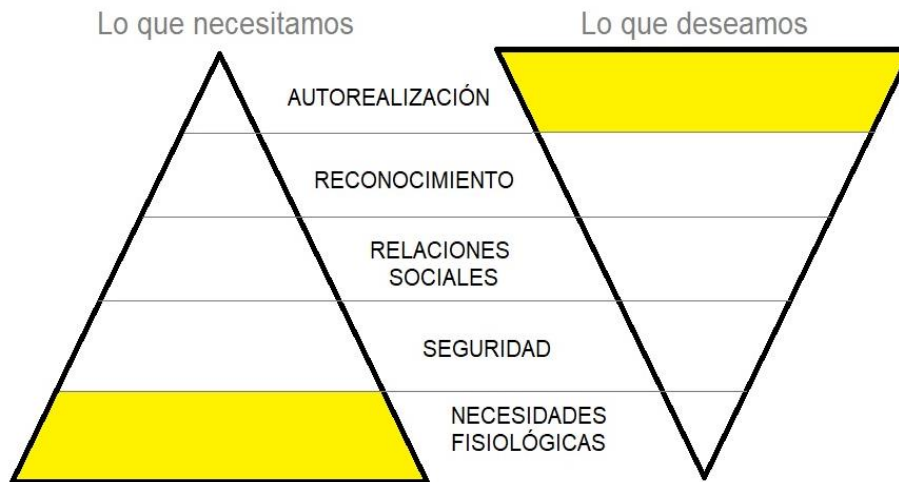 Lo que necesitamos
Lo que deseamos
AUTOREALIZACIÓN
RECONOCIMIENTO
RELACIONES
SOCIALES
SEGURIDAD
NECESIDADES
FISIOLÓGICAS